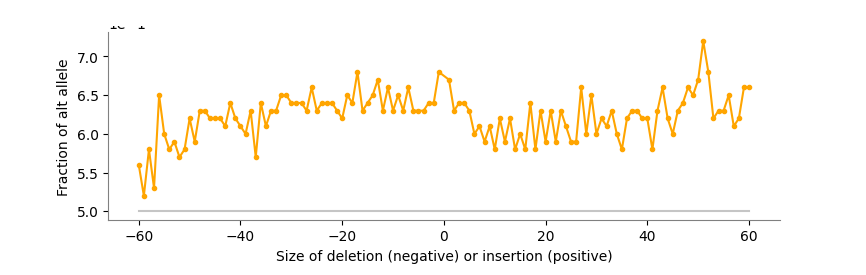 7.0
6.5
6.0
5.5
5.0
Fraction of alt allele
−60 −40 −20 0 20 40 60
Size of deletion (negative) or insertion (positive)